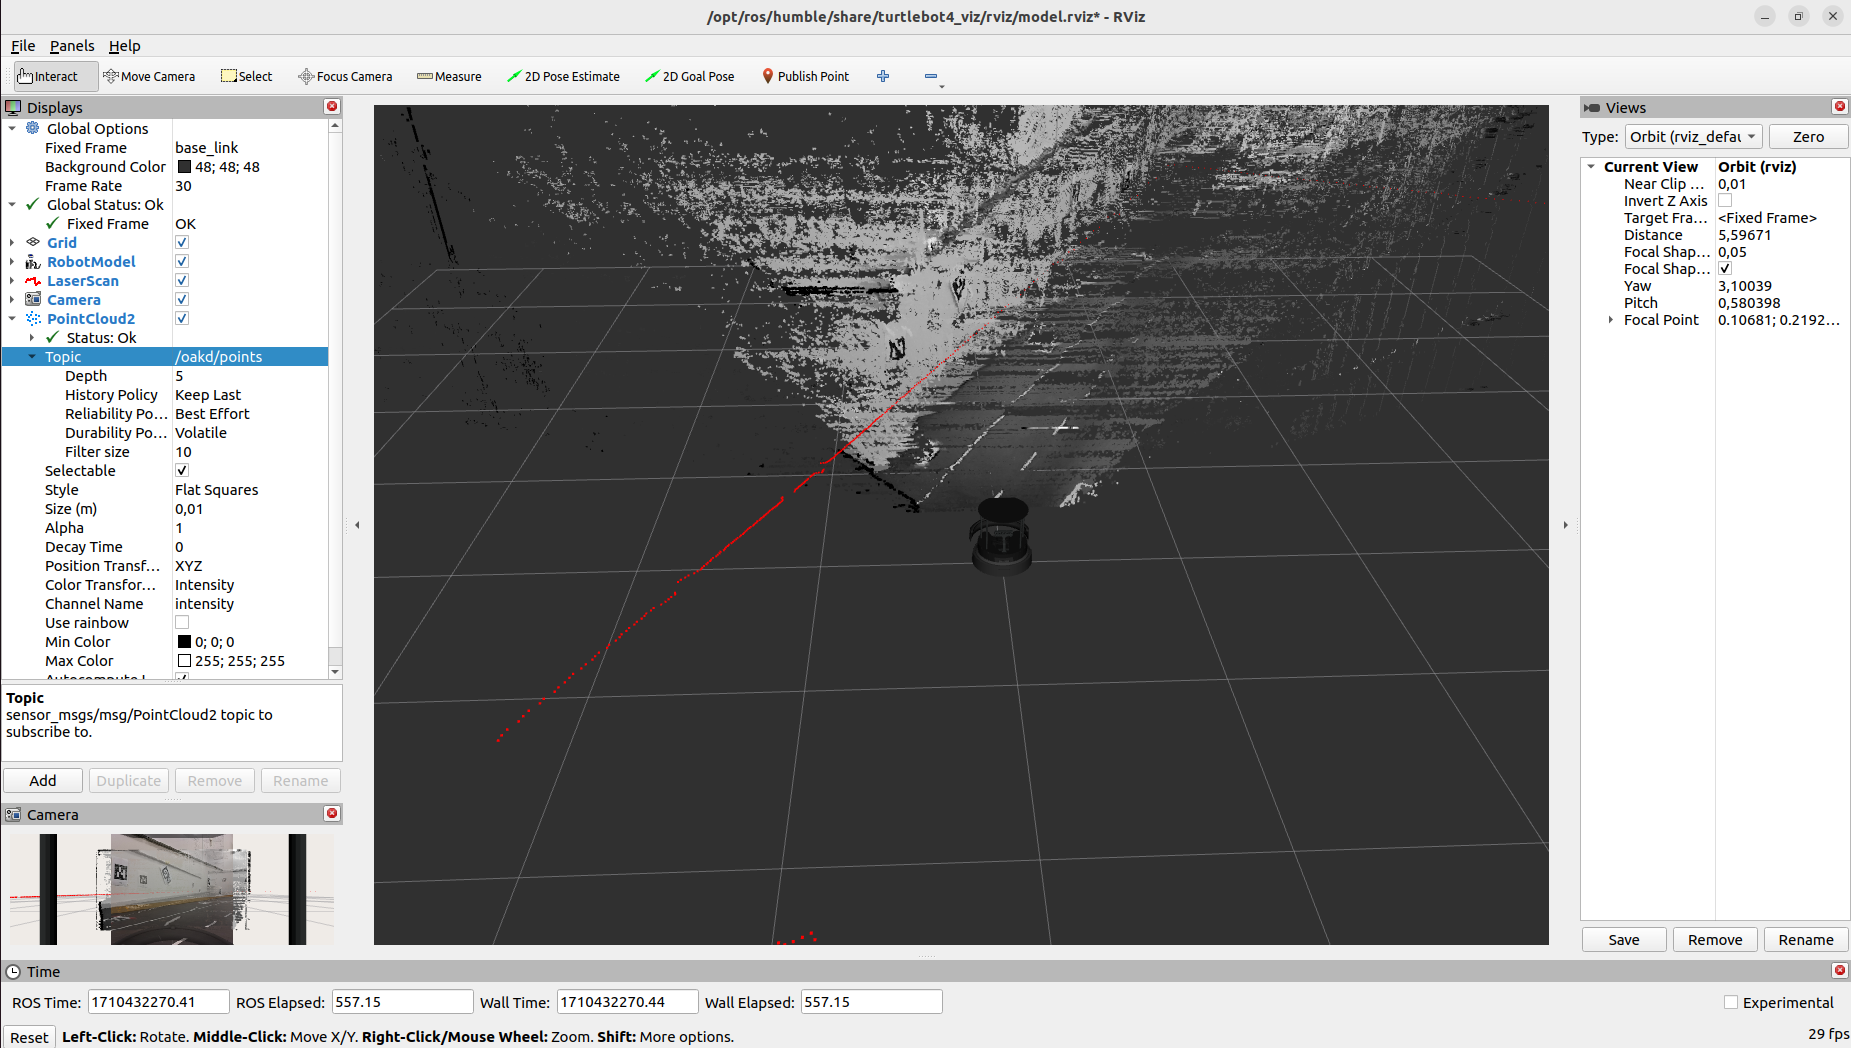 /opt/ros/humble/share/turtlebot4_viz/rviz/model.rviz* - RViz
File Panels Help
Interact Move Camera Select Focus Camera Measure 2D Pose Estimate 2D Goal Pose Publish Point
Displays
Global Options
Fixed Frame base_link
Background Color 48; 48; 48
Frame Rate 30
Global Status: Ok
Fixed Frame OK
Grid
RobotModel
LaserScan
Camera
PointCloud2
Status: Ok
Topic /oakd/points
Depth 5
History Policy Keep Last
Reliability Po... Best Effort
Durability Po... Volatile
Filter size 10
Selectable
Style Flat Squares
Size (m) 0,01
Alpha 1
Decay Time 0
Position Transf... XYZ
Color Transfor... Intensity
Channel Name intensity
Use rainbow
Min Color 0; 0; 0
Max Color 255; 255; 255
Topic
sensor_msgs/msg/PointCloud2 topic to
subscribe to.
Add Duplicate Remove Rename
Camera
Views
Type: Orbit (rviz_defau Zero
Current View Orbit (rviz)
Near Clip ... 0,01
Invert Z Axis
Target Fra... <Fixed Frame>
Distance 5,59671
Focal Shap... 0,05
Focal Shap...
Yaw 3,10039
Pitch 0,580398
Focal Point 0.10681; 0.2192...
Save Remove Rename
Time
ROS Time: 1710432270.41 ROS Elapsed: 557.15 Wall Time: 1710432270.44 Wall Elapsed: 557.15 Experimental
Reset Left-Click: Rotate. Middle-Click: Move X/Y. Right-Click/Mouse Wheel: Zoom. Shift: More options. 29 fps